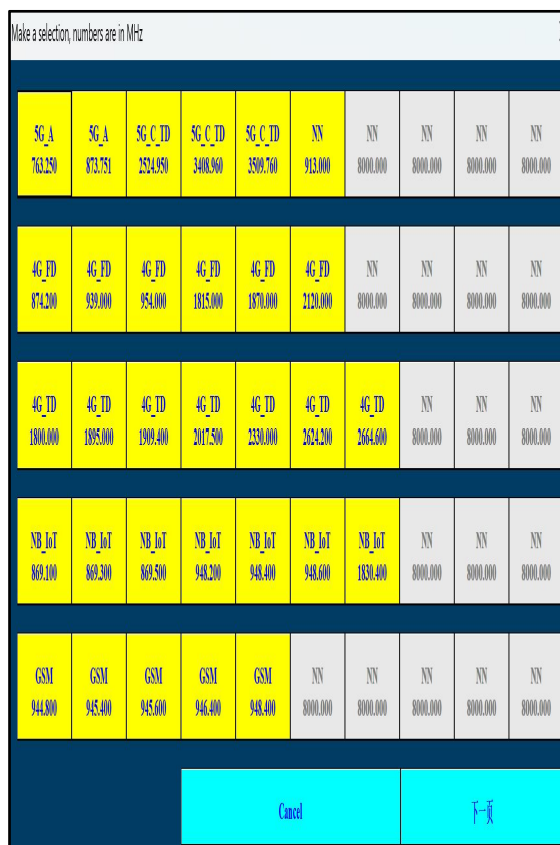 Make a selection, numbers are in MHz
5G_A 5G_A 5G_C_TD 5G_C_TD 5G_C_TD NN NN NN NN NN
763.250 873.751 2524.950 3408.960 3509.760 913.000 8000.000 8000.000 8000.000 8000.000
4G_FD 4G_FD 4G_FD 4G_FD 4G_FD 4G_FD NN NN NN NN
874.200 939.000 954.000 1815.000 1870.000 2120.000 8000.000 8000.000 8000.000 8000.000
4G_TD 4G_TD 4G_TD 4G_TD 4G_TD 4G_TD 4G_TD NN NN NN
1800.000 1895.000 1909.400 2017.500 2330.000 2624.200 2664.600 8000.000 8000.000 8000.000
NB_IoT NB_IoT NB_IoT NB_IoT NB_IoT NB_IoT NB_IoT NN NN NN
869.100 869.300 869.500 948.200 948.400 948.600 1830.400 8000.000 8000.000 8000.000
GSM GSM GSM GSM GSM NN NN NN NN NN
944.800 945.400 945.600 946.400 948.400 8000.000 8000.000 8000.000 8000.000 8000.000
Cancel 下一页